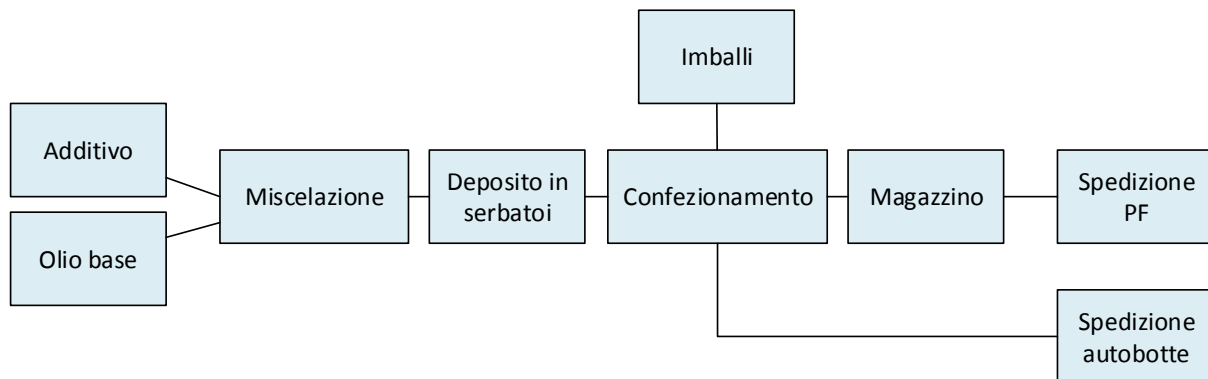 Imballi
Additivo
Olio base
Miscelazione
Deposito in
serbatoi
Confezionamento
Magazzino
Spedizione
PF
Spedizione
autobotte